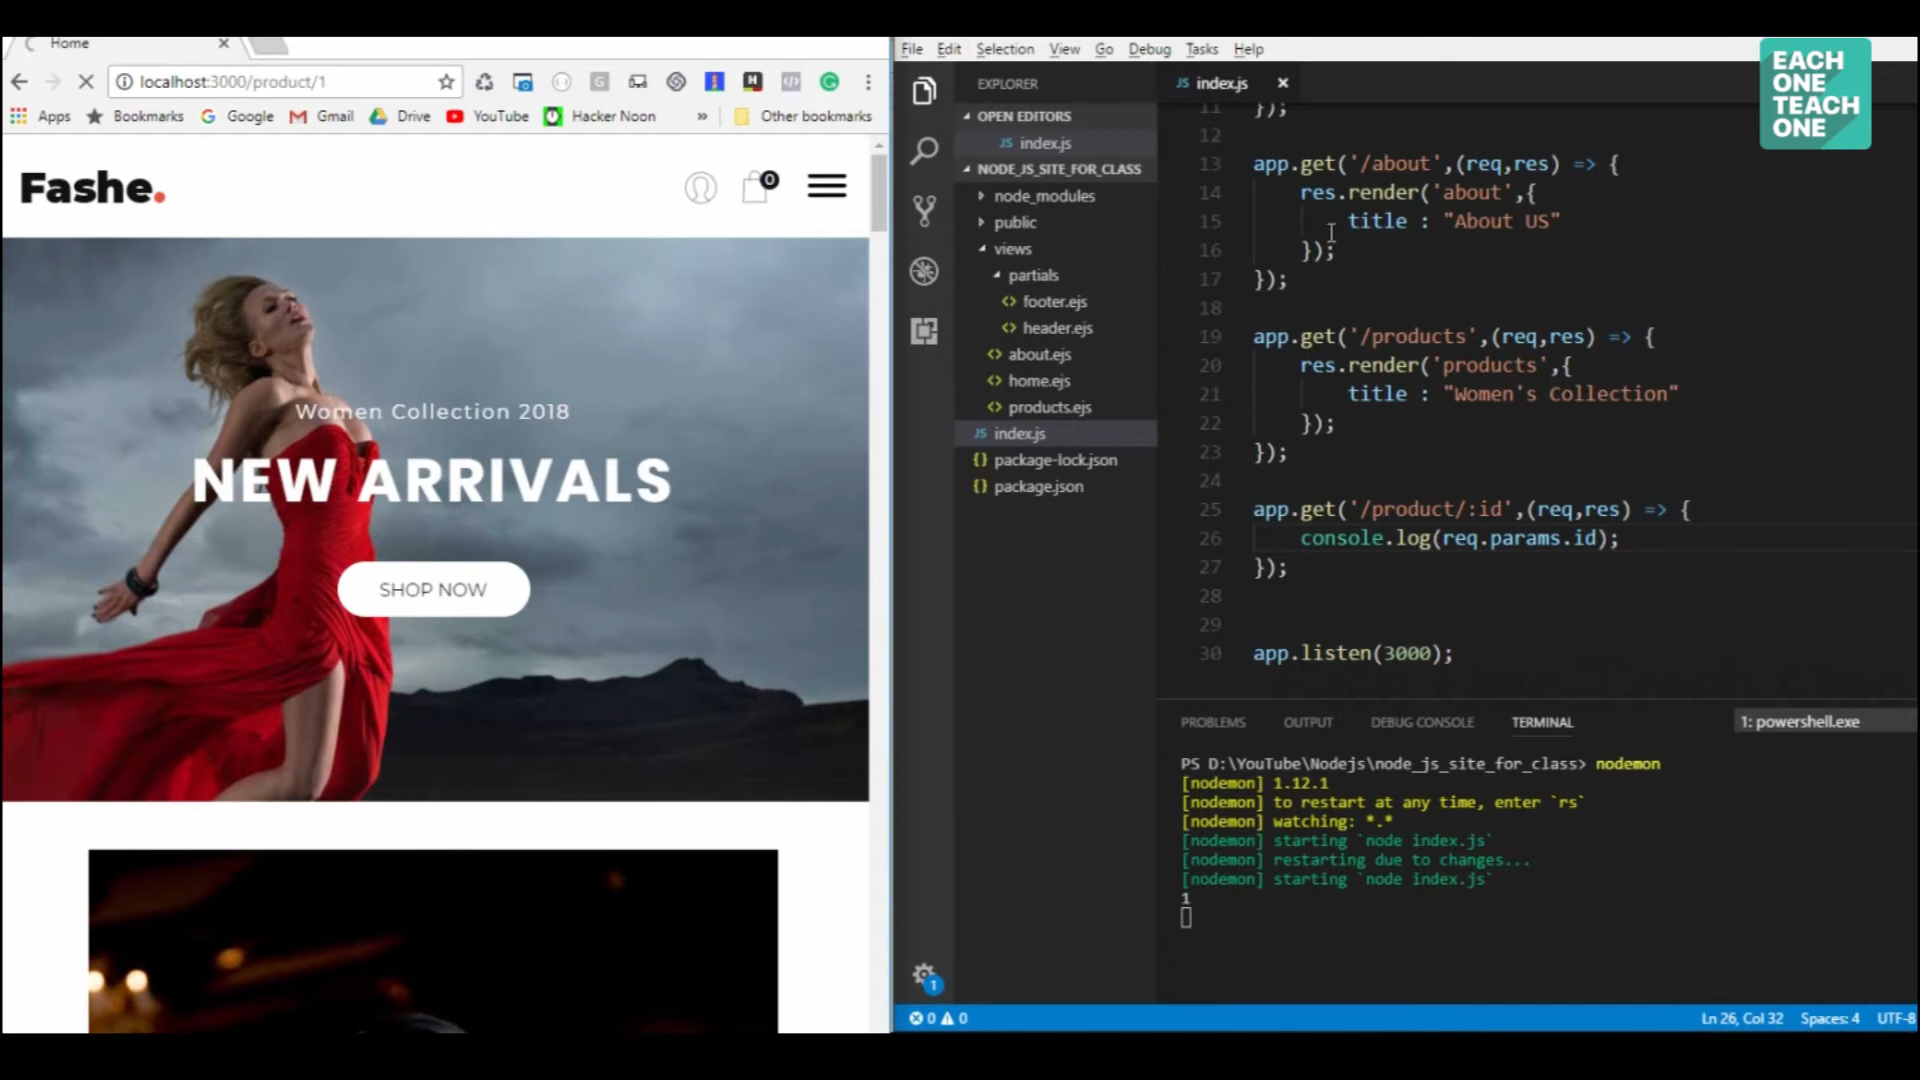 Home
localhost:3000/product/1
Apps Bookmarks Google Gmail Drive YouTube Hacker Noon » Other bookmarks
Fashe.
0
Women Collection 2018
NEW ARRIVALS
SHOP NOW
File Edit Selection View Go Debug Tasks Help
EXPLORER
OPEN EDITORS
JS index.js
NODE_JS_SITE_FOR_CLASS
node_modules
public
views
partials
<> footer.ejs
<> header.ejs
<> about.ejs
<> home.ejs
<> products.ejs
JS index.js
{} package-lock.json
{} package.json
JS index.js
EACH
ONE
TEACH
ONE
11 });
12
13 app.get('/about',(req,res) => {
14 res.render('about',{
15 title : "About US"
16 });
17 });
18
19 app.get('/products',(req,res) => {
20 res.render('products',{
21 title : "Women's Collection"
22 });
23 });
24
25 app.get('/product/:id',(req,res) => {
26 console.log(req.params.id);
27 });
28
29
30 app.listen(3000);
PROBLEMS OUTPUT DEBUG CONSOLE TERMINAL 1: powershell.exe
PS D:\YouTube\Nodejs\node_js_site_for_class> nodemon
[nodemon] 1.12.1
[nodemon] to restart at any time, enter `rs`
[nodemon] watching: *.*
[nodemon] starting `node index.js`
[nodemon] restarting due to changes...
[nodemon] starting `node index.js`
1
1
0 0 Ln 26, Col 32 Spaces: 4 UTF-8